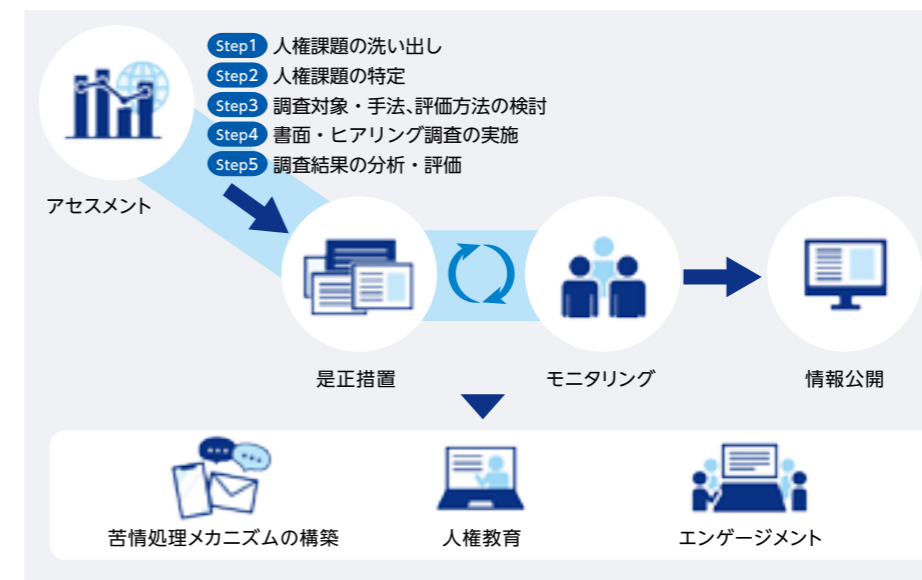 Step1 人権課題の洗い出し
Step2 人権課題の特定
Step3 調査対象・手法、評価方法の検討
Step4 書面・ヒアリング調査の実施
Step5 調査結果の分析・評価
アセスメント
是正措置
モニタリング
情報公開
苦情処理メカニズムの構築
人権教育
エンゲージメント